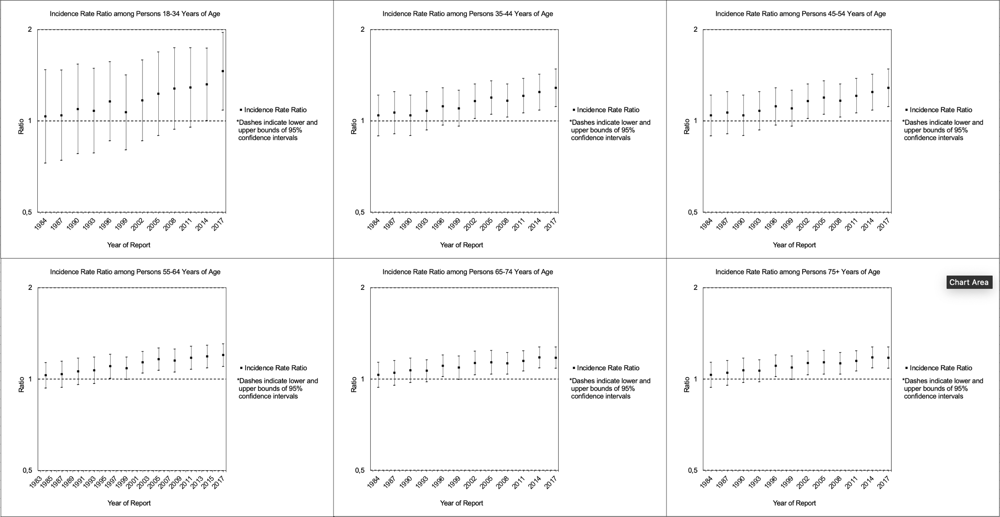 Incidence Rate Ratio among Persons 18-34 Years of Age
2
1
0,5
Ratio
1984 1987 1990 1993 1996 1999 2002 2005 2008 2011 2014 2017
Year of Report
Incidence Rate Ratio
*Dashes indicate lower and
upper bounds of 95%
confidence intervals
Incidence Rate Ratio among Persons 35-44 Years of Age
2
1
0,5
Ratio
1984 1987 1990 1993 1996 1999 2002 2005 2008 2011 2014 2017
Year of Report
Incidence Rate Ratio
*Dashes indicate lower and
upper bounds of 95%
confidence intervals
Incidence Rate Ratio among Persons 45-54 Years of Age
2
1
0,5
Ratio
1984 1987 1990 1993 1996 1999 2002 2005 2008 2011 2014 2017
Year of Report
Incidence Rate Ratio
*Dashes indicate lower and
upper bounds of 95%
confidence intervals
Incidence Rate Ratio among Persons 55-64 Years of Age
2
1
0,5
Ratio
1983 1985 1987 1989 1991 1993 1995 1997 1999 2001 2003 2005 2007 2009 2011 2013 2015 2017
Year of Report
Incidence Rate Ratio
*Dashes indicate lower and
upper bounds of 95%
confidence intervals
Incidence Rate Ratio among Persons 65-74 Years of Age
2
1
0,5
Ratio
1984 1987 1990 1993 1996 1999 2002 2005 2008 2011 2014 2017
Year of Report
Incidence Rate Ratio
*Dashes indicate lower and
upper bounds of 95%
confidence intervals
Incidence Rate Ratio among Persons 75+ Years of Age
2
1
0,5
Ratio
1984 1987 1990 1993 1996 1999 2002 2005 2008 2011 2014 2017
Year of Report
Chart Area
Incidence Rate Ratio
*Dashes indicate lower and
upper bounds of 95%
confidence intervals